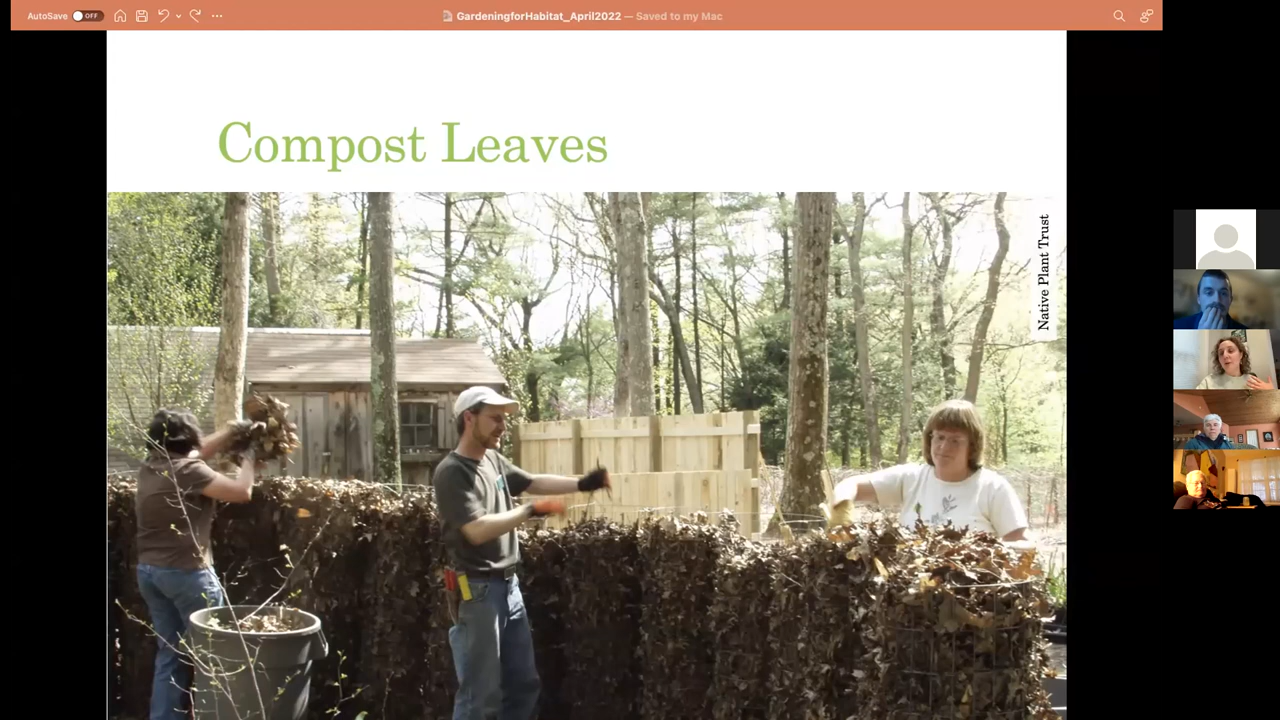 AutoSave OFF
GardeningforHabitat_April2022 — Saved to my Mac
Compost Leaves
Native Plant Trust